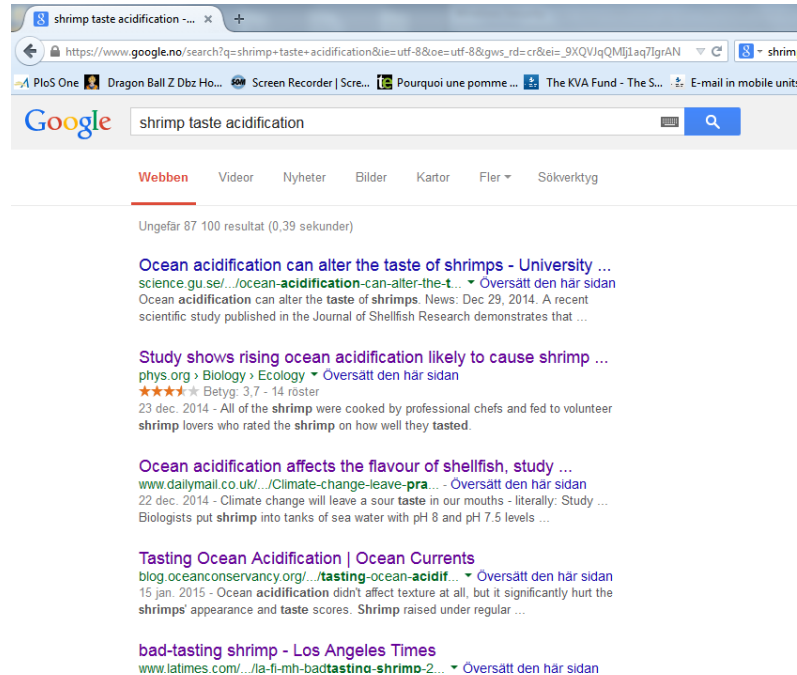 shrimp taste acidification -... × +
https://www.google.no/search?q=shrimp+taste+acidification&ie=utf-8&oe=utf-8&gws_rd=cr&ei=_9XQVJqQMIj1aq7IgrAN 8 shrim
PloS One Dragon Ball Z Dbz Ho... SOM Screen Recorder | Scre... Pourquoi une pomme ... The KVA Fund - The S... E-mail in mobile units
Google shrimp taste acidification
Webben Videor Nyheter Bilder Kartor Fler Sökverktyg
Ungefär 87 100 resultat (0,39 sekunder)
Ocean acidification can alter the taste of shrimps - University ...
science.gu.se/.../ocean-acidification-can-alter-the-t... Översätt den här sidan
Ocean acidification can alter the taste of shrimps. News: Dec 29, 2014. A recent
scientific study published in the Journal of Shellfish Research demonstrates that ...
Study shows rising ocean acidification likely to cause shrimp ...
phys.org › Biology › Ecology Översätt den här sidan
Betyg: 3,7 - 14 röster
23 dec. 2014 - All of the shrimp were cooked by professional chefs and fed to volunteer
shrimp lovers who rated the shrimp on how well they tasted.
Ocean acidification affects the flavour of shellfish, study ...
www.dailymail.co.uk/.../Climate-change-leave-pra... - Översätt den här sidan
22 dec. 2014 - Climate change will leave a sour taste in our mouths - literally: Study ...
Biologists put shrimp into tanks of sea water with pH 8 and pH 7.5 levels ...
Tasting Ocean Acidification | Ocean Currents
blog.oceanconservancy.org/.../tasting-ocean-acidif... Översätt den här sidan
15 jan. 2015 - Ocean acidification didn't affect texture at all, but it significantly hurt the
shrimps' appearance and taste scores. Shrimp raised under regular ...
bad-tasting shrimp - Los Angeles Times
www.latimes.com/.../la-fi-mh-badtasting-shrimp-2... Översätt den här sidan